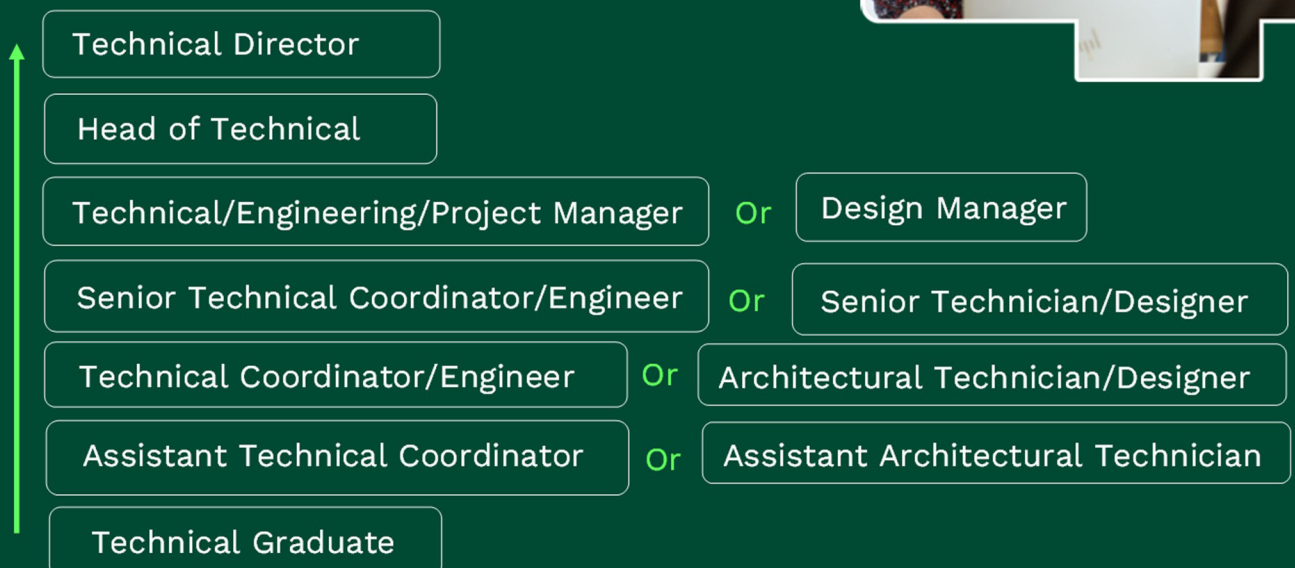 Technical Director
Head of Technical
Technical/Engineering/Project Manager Or Design Manager
Senior Technical Coordinator/Engineer Or Senior Technician/Designer
Technical Coordinator/Engineer Or Architectural Technician/Designer
Assistant Technical Coordinator Or Assistant Architectural Technician
Technical Graduate